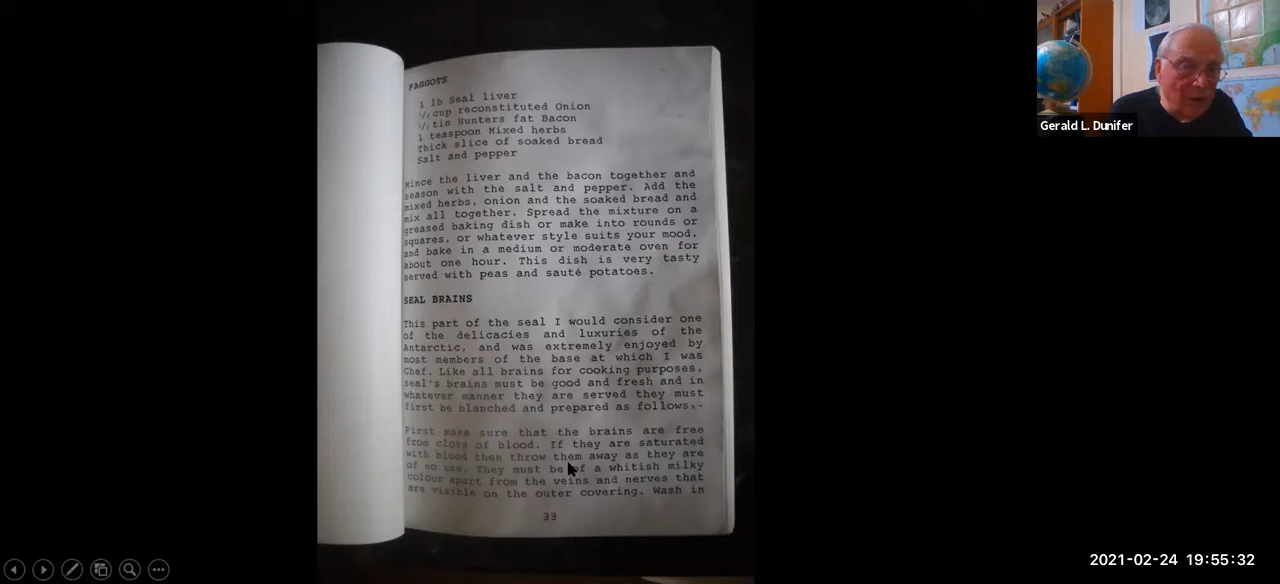 FAGGOTS
1 lb Seal liver
½ cup reconstituted Onion
½ tin Hunters fat Bacon
1 teaspoon Mixed herbs
Thick slice of soaked bread
Salt and pepper
Mince the liver and the bacon together and
season with the salt and pepper. Add the
mixed herbs, onion and the soaked bread and
mix all together. Spread the mixture on a
greased baking dish or make into rounds or
squares, or whatever style suits your mood,
and bake in a medium or moderate oven for
about one hour. This dish is very tasty
served with peas and sauté potatoes.
SEAL BRAINS
This part of the seal I would consider one
of the delicacies and luxuries of the
Antarctic, and was extremely enjoyed by
most members of the base at which I was
Chef. Like all brains for cooking purposes,
seal's brains must be good and fresh and in
whatever manner they are served they must
first be blanched and prepared as follows:-
First make sure that the brains are free
from clots of blood. If they are saturated
with blood then throw them away as they are
of no use. They must be of a whitish milky
colour apart from the veins and nerves that
are visible on the outer covering. Wash in
33
Gerald L. Dunifer
2021-02-24 19:55:32